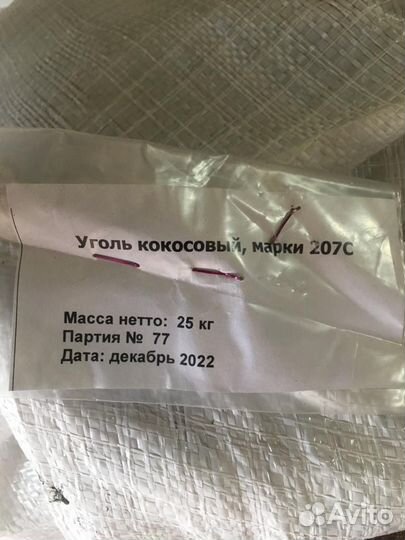 Уголь кокосовый, марки 207С
Масса нетто: 25 кг
Партия № 77
Дата: декабрь 2022
Avito